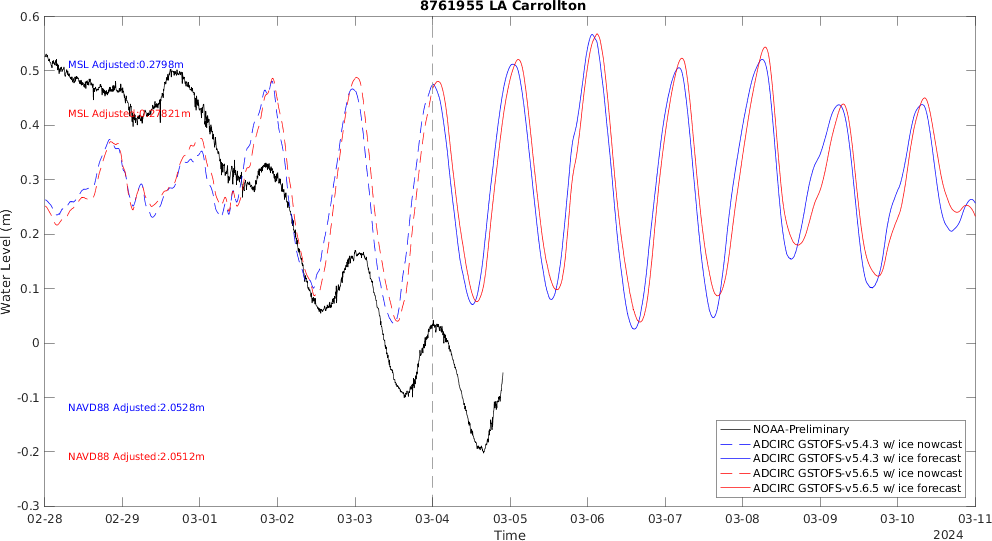 8761955 LA Carrollton
0.6
0.5
0.4
0.3
0.2
0.1
0
-0.1
-0.2
-0.3
Water Level (m)
MSL Adjusted:0.2798m
MSL Adjusted:0.27821m
NAVD88 Adjusted:2.0528m
NAVD88 Adjusted:2.0512m
NOAA-Preliminary
ADCIRC GSTOFS-v5.4.3 w/ ice nowcast
ADCIRC GSTOFS-v5.4.3 w/ ice forecast
ADCIRC GSTOFS-v5.6.5 w/ ice nowcast
ADCIRC GSTOFS-v5.6.5 w/ ice forecast
02-28 02-29 03-01 03-02 03-03 03-04 03-05 03-06 03-07 03-08 03-09 03-10 03-11
Time
2024